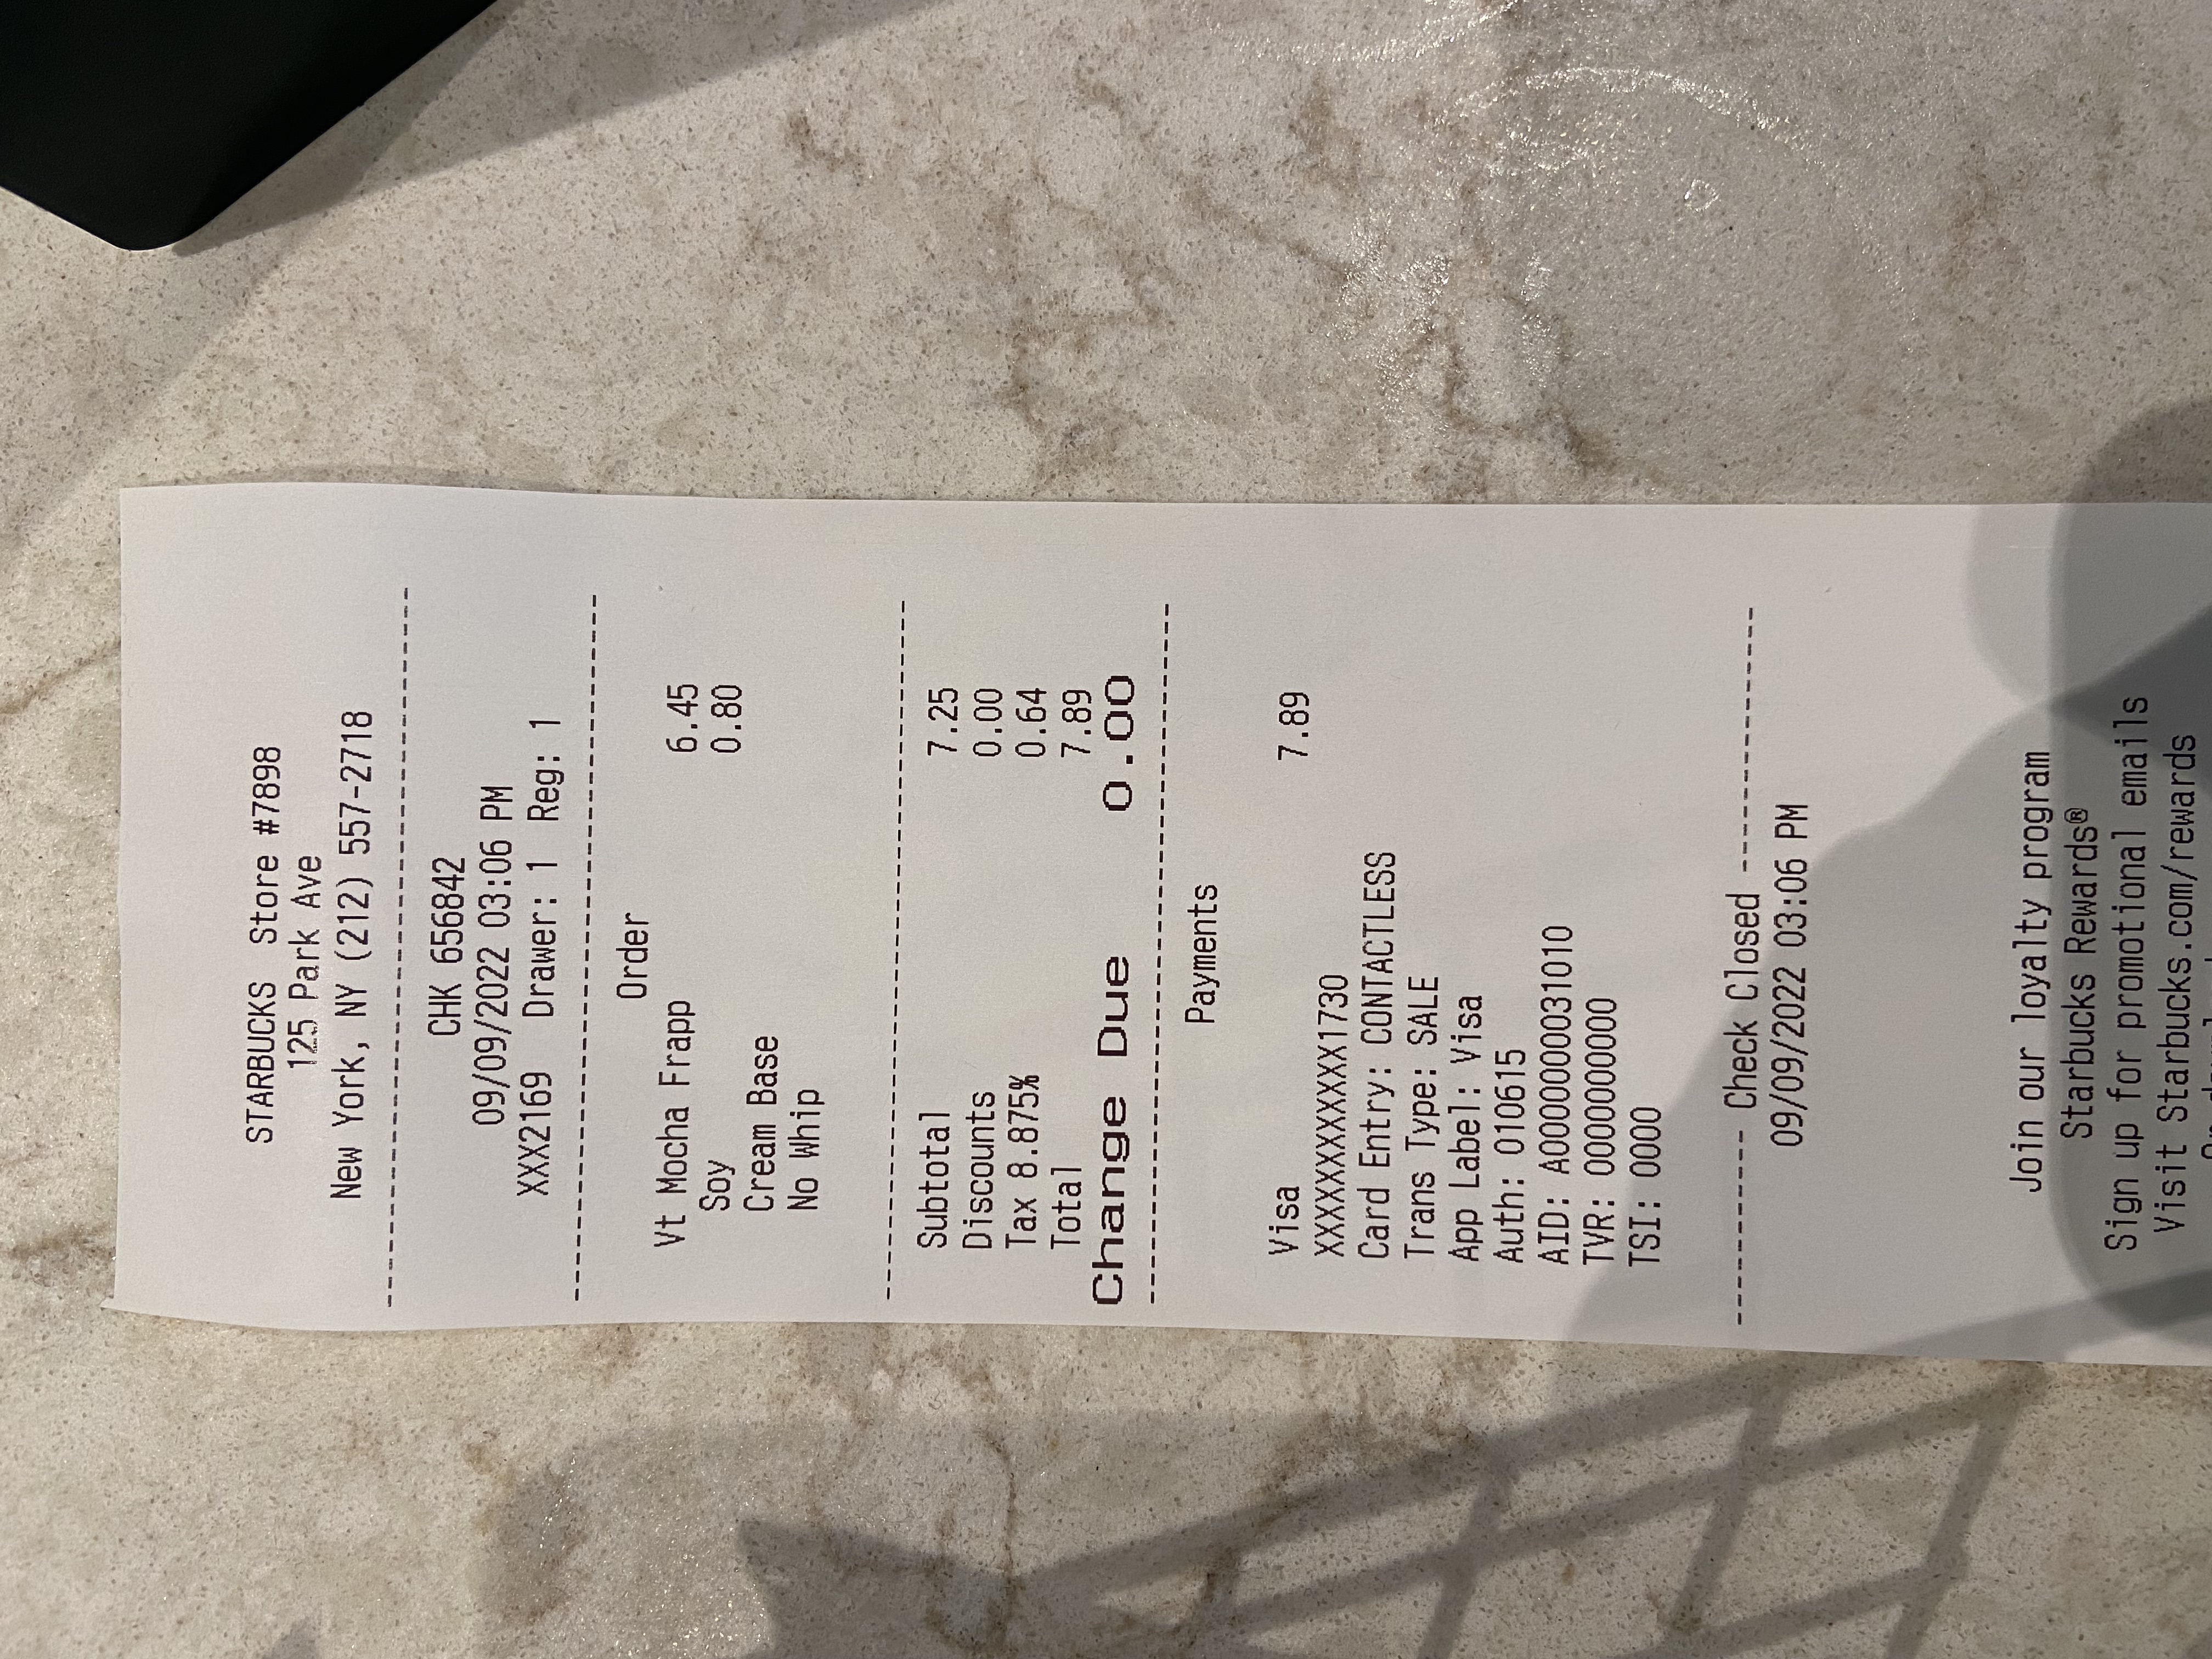 STARBUCKS Store #7898
125 Park Ave
New York, NY (212) 557-2718
----------------------------------------
CHK 656842
09/09/2022 03:06 PM
XXX2169 Drawer: 1 Reg: 1
----------------------------------------
Order
Vt Mocha Frapp 6.45
Soy 0.80
Cream Base
No Whip
----------------------------------------
Subtotal 7.25
Discounts 0.00
Tax 8.875% 0.64
Total 7.89
Change Due 0.00
----------------------------------------
Payments
Visa 7.89
XXXXXXXXXXXX1730
Card Entry: CONTACTLESS
Trans Type: SALE
App Label: Visa
Auth: 010615
AID: A0000000031010
TVR: 0000000000
TSI: 0000
----------- Check Closed ---------------
09/09/2022 03:06 PM
Join our loyalty program
Starbucks Rewards®
Sign up for promotional emails
Visit Starbucks.com/rewards